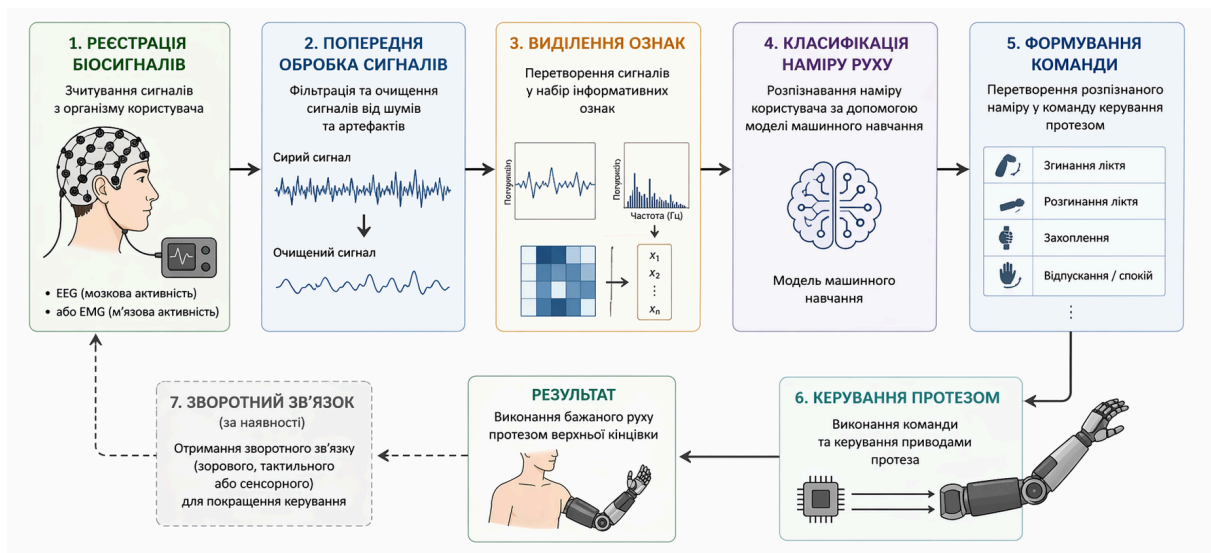 1. РЕЄСТРАЦІЯ
БІОСИГНАЛІВ
Зчитування сигналів
з організму користувача
• EEG (мозкова активність)
• або EMG (м'язова активність)
2. ПОПЕРЕДНЯ
ОБРОБКА СИГНАЛІВ
Фільтрація та очищення
сигналів від шумів
та артефактів
Сирий сигнал
Очищений сигнал
3. ВИДІЛЕННЯ ОЗНАК
Перетворення сигналів
у набір інформативних
ознак
Частота (Гц)
x1
x2
⋮
xn
4. КЛАСИФІКАЦІЯ
НАМІРУ РУХУ
Розпізнавання наміру
користувача за допомогою
моделі машинного навчання
Модель машинного
навчання
5. ФОРМУВАННЯ
КОМАНДИ
Перетворення розпізнаного
наміру у команду керування
протезом
Згинання ліктя
Розгинання ліктя
Захоплення
Відпускання / спокій
⋮
6. КЕРУВАННЯ ПРОТЕЗОМ
Виконання команди
та керування приводами
протеза
РЕЗУЛЬТАТ
Виконання бажаного руху
протезом верхньої кінцівки
7. ЗВОРОТНИЙ ЗВ'ЯЗОК
(за наявності)
Отримання зворотного зв'язку
(зорового, тактильного
або сенсорного)
для покращення керування